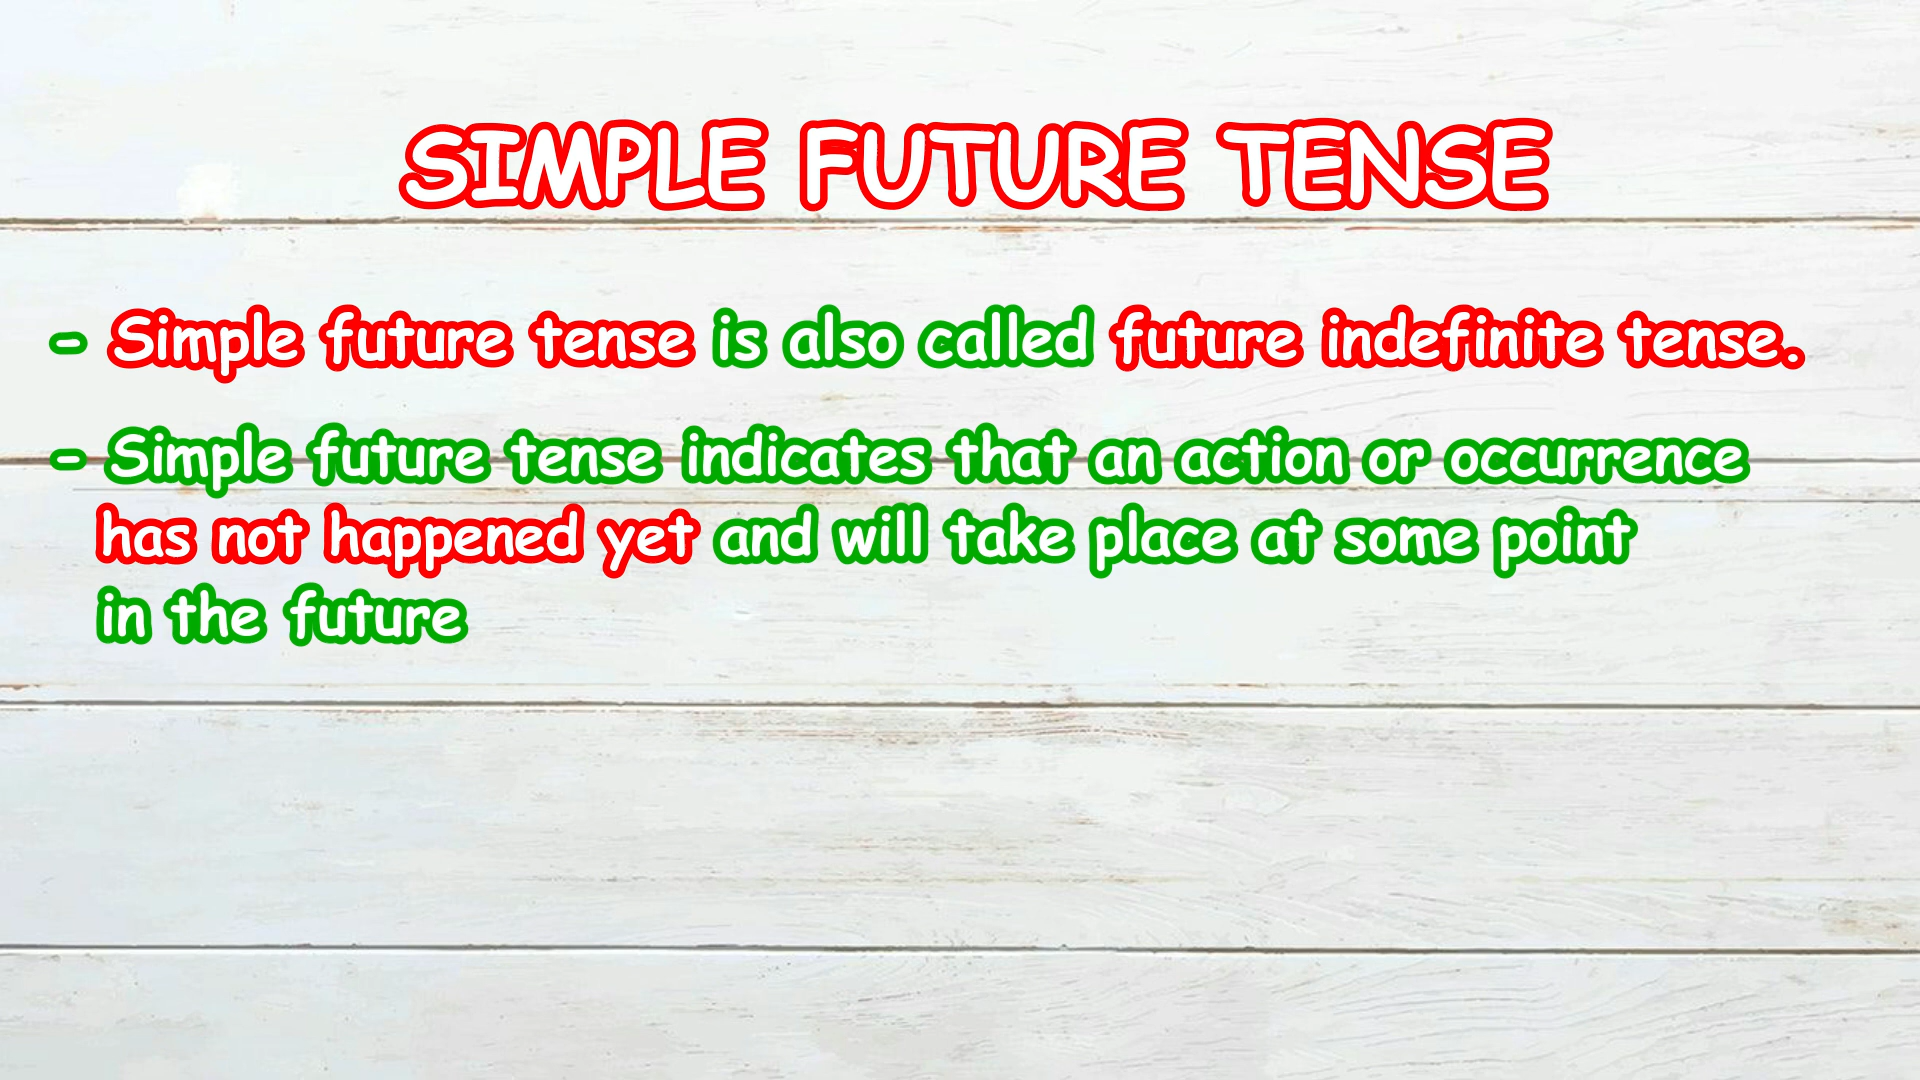 SIMPLE FUTURE TENSE
- Simple future tense is also called future indefinite tense.
- Simple future tense indicates that an action or occurrence
has not happened yet and will take place at some point
in the future